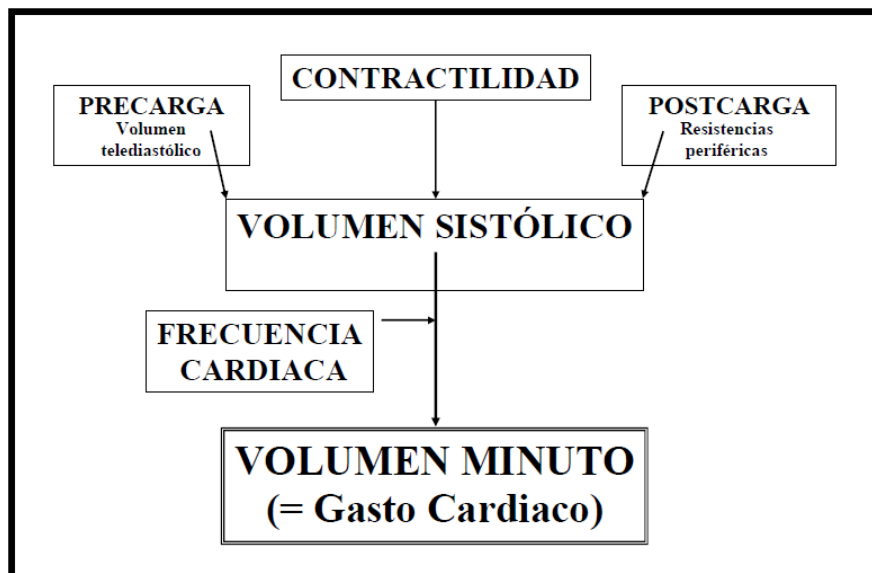 CONTRACTILIDAD
PRECARGA
Volumen
telediastólico
POSTCARGA
Resistencias
periféricas
VOLUMEN SISTÓLICO
FRECUENCIA
CARDIACA
VOLUMEN MINUTO
(= Gasto Cardiaco)